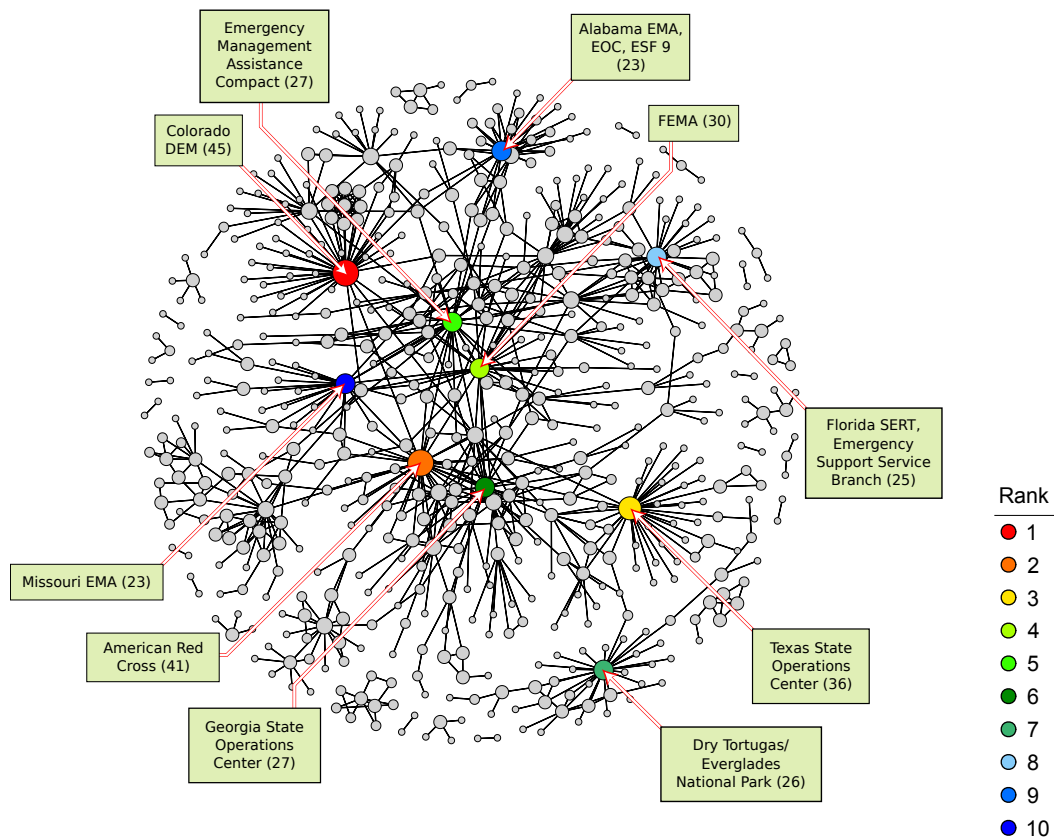 Emergency
Management
Assistance
Compact (27)
Alabama EMA,
EOC, ESF 9
(23)
FEMA (30)
Colorado
DEM (45)
Florida SERT,
Emergency
Support Service
Branch (25)
Rank
1
2
3
4
5
6
7
8
9
10
Missouri EMA (23)
American Red
Cross (41)
Texas State
Operations
Center (36)
Georgia State
Operations
Center (27)
Dry Tortugas/
Everglades
National Park (26)